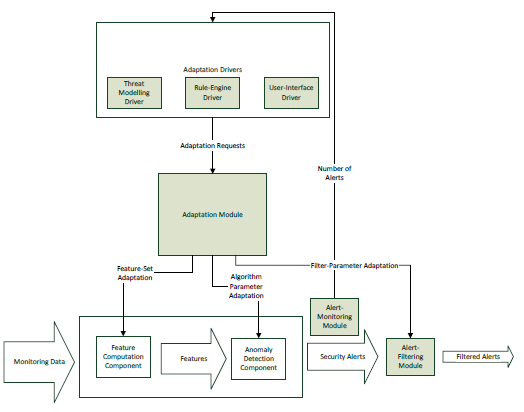 Adaptation Drivers
Threat
Modelling
Driver
Rule-Engine
Driver
User-Interface
Driver
Adaptation Requests
Number of
Alerts
Adaptation Module
Feature-Set
Adaptation
Algorithm
Parameter
Adaptation
Filter-Parameter Adaptation
Alert-
Monitoring
Module
Monitoring Data
Feature
Computation
Component
Features
Anomaly
Detection
Component
Security Alerts
Alert-
Filtering
Module
Filtered Alerts